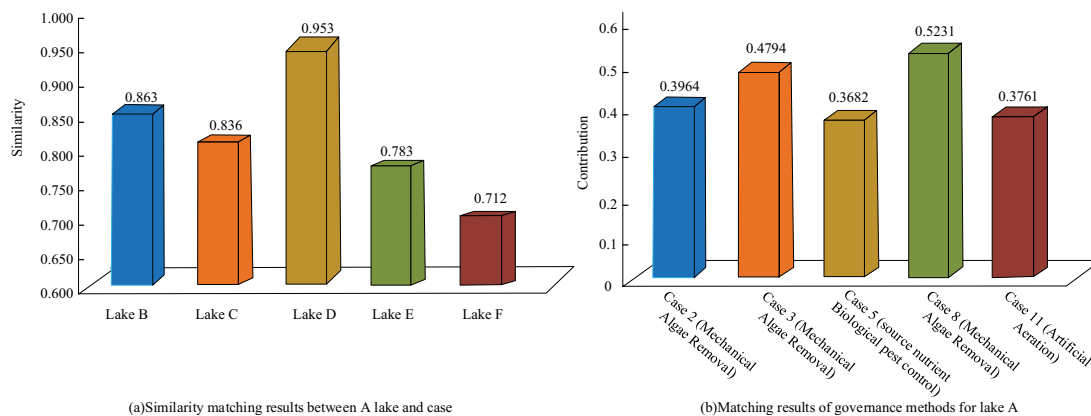 1.000
0.950
0.900
0.850
0.800
0.750
0.700
0.650
0.600
Similarity
0.863
0.836
0.953
0.783
0.712
Lake B
Lake C
Lake D
Lake E
Lake F
(a)Similarity matching results between A lake and case
0.6
0.5
0.4
0.3
0.2
0.1
0
Contribution
0.3964
0.4794
0.3682
0.5231
0.3761
Case 2 (Mechanical
Algae Removal)
Case 3 (Mechanical
Algae Removal)
Case 5 (source nutrient
Biological pest control)
Case 8 (Mechanical
Algae Removal)
Case 11 (Artificial
Aeration)
(b)Matching results of governance methods for lake A